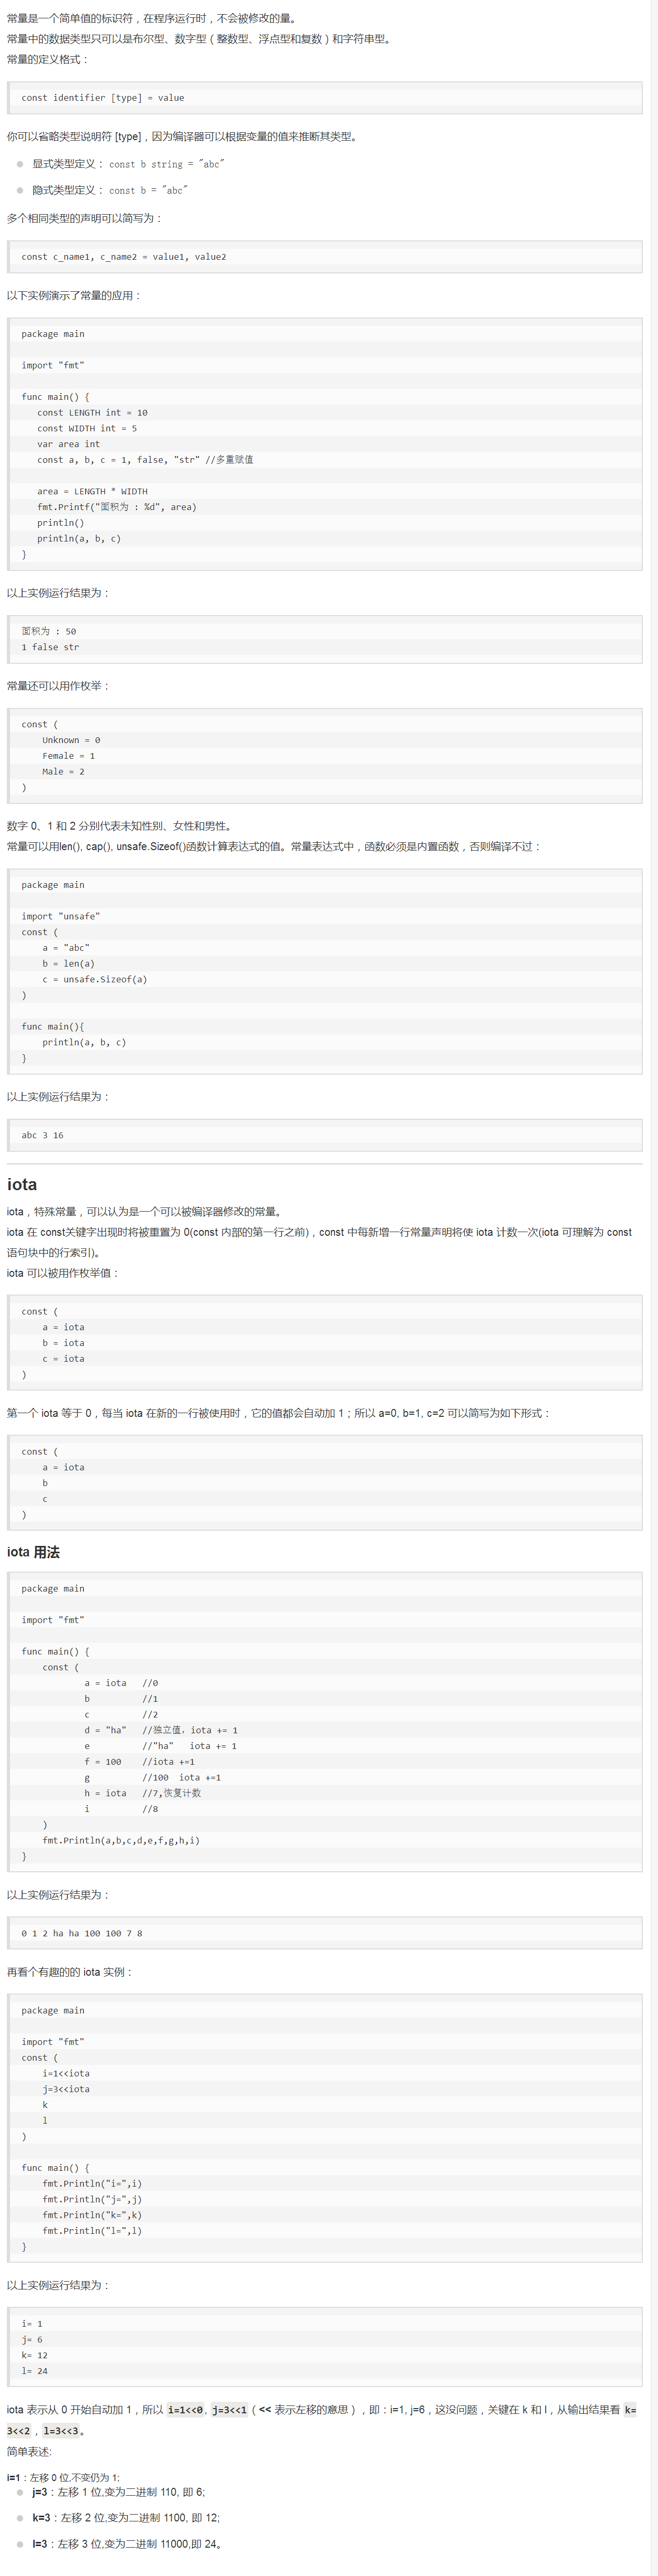 常量是一个简单值的标识符，在程序运行时，不会被修改的量。
常量中的数据类型只可以是布尔型、数字型（整数型、浮点型和复数）和字符串型。
常量的定义格式：
const identifier [type] = value
你可以省略类型说明符 [type]，因为编译器可以根据变量的值来推断其类型。
显式类型定义： const b string = "abc"
隐式类型定义： const b = "abc"
多个相同类型的声明可以简写为：
const c_name1, c_name2 = value1, value2
以下实例演示了常量的应用：
package main
import "fmt"
func main() {
   const LENGTH int = 10
   const WIDTH int = 5
   var area int
   const a, b, c = 1, false, "str" //多重赋值
   area = LENGTH * WIDTH
   fmt.Printf("面积为 : %d", area)
   println()
   println(a, b, c)
}
以上实例运行结果为：
面积为 : 50
1 false str
常量还可以用作枚举：
const (
    Unknown = 0
    Female = 1
    Male = 2
)
数字 0、1 和 2 分别代表未知性别、女性和男性。
常量可以用len(), cap(), unsafe.Sizeof()函数计算表达式的值。常量表达式中，函数必须是内置函数，否则编译不过：
package main
import "unsafe"
const (
    a = "abc"
    b = len(a)
    c = unsafe.Sizeof(a)
)
func main(){
    println(a, b, c)
}
以上实例运行结果为：
abc 3 16
iota
iota，特殊常量，可以认为是一个可以被编译器修改的常量。
iota 在 const关键字出现时将被重置为 0(const 内部的第一行之前)，const 中每新增一行常量声明将使 iota 计数一次(iota 可理解为 const
语句块中的行索引)。
iota 可以被用作枚举值：
const (
    a = iota
    b = iota
    c = iota
)
第一个 iota 等于 0，每当 iota 在新的一行被使用时，它的值都会自动加 1；所以 a=0, b=1, c=2 可以简写为如下形式：
const (
    a = iota
    b
    c
)
iota 用法
package main
import "fmt"
func main() {
    const (
            a = iota   //0
            b          //1
            c          //2
            d = "ha"   //独立值，iota += 1
            e          //"ha"   iota += 1
            f = 100    //iota +=1
            g          //100  iota +=1
            h = iota   //7,恢复计数
            i          //8
    )
    fmt.Println(a,b,c,d,e,f,g,h,i)
}
以上实例运行结果为：
0 1 2 ha ha 100 100 7 8
再看个有趣的的 iota 实例：
package main
import "fmt"
const (
    i=1<<iota
    j=3<<iota
    k
    l
)
func main() {
    fmt.Println("i=",i)
    fmt.Println("j=",j)
    fmt.Println("k=",k)
    fmt.Println("l=",l)
}
以上实例运行结果为：
i= 1
j= 6
k= 12
l= 24
iota 表示从 0 开始自动加 1，所以 i=1<<0, j=3<<1（<< 表示左移的意思），即：i=1, j=6，这没问题，关键在 k 和 l，从输出结果看 k=
3<<2，l=3<<3。
简单表述:
i=1：左移 0 位,不变仍为 1;
j=3：左移 1 位,变为二进制 110, 即 6;
k=3：左移 2 位,变为二进制 1100, 即 12;
l=3：左移 3 位,变为二进制 11000,即 24。